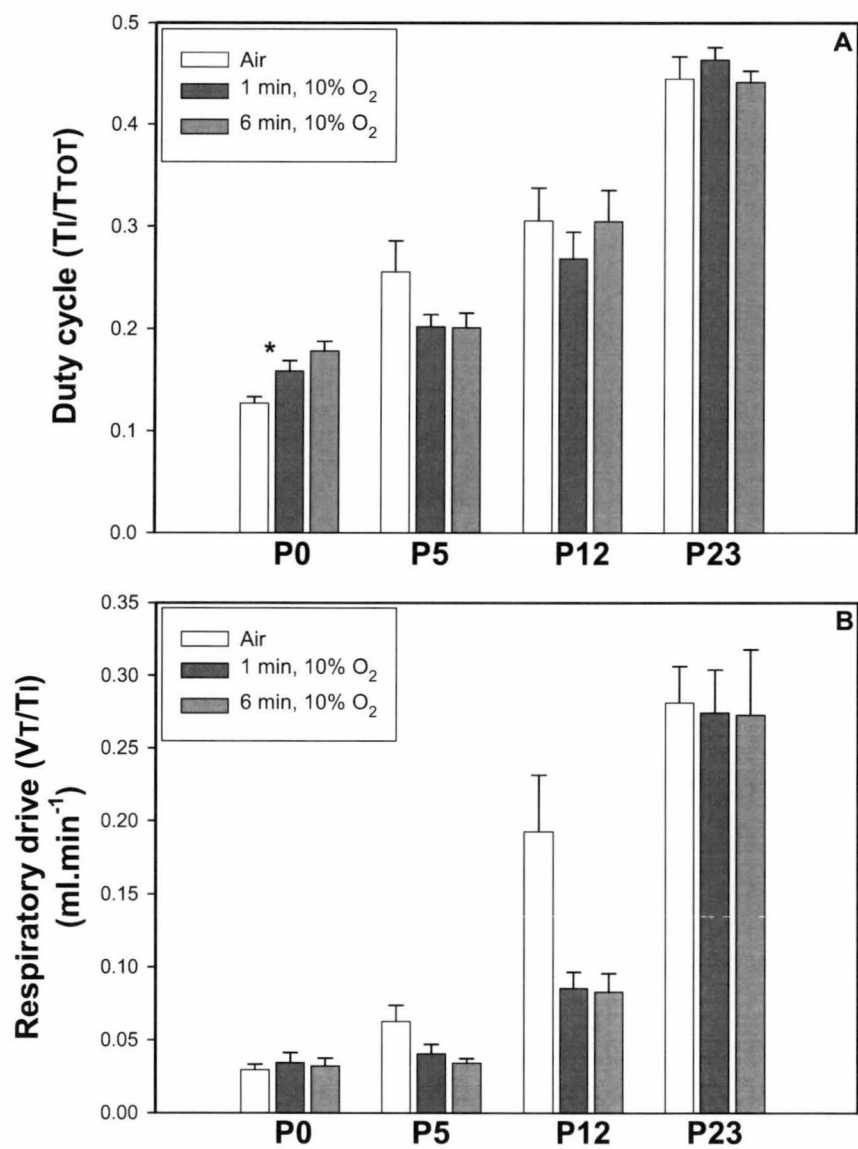 A
Air
1 min, 10% O₂
6 min, 10% O₂
Duty cycle (TI/TTOT)
0.5
0.4
0.3
0.2
0.1
0.0
*
P0 P5 P12 P23
B
Air
1 min, 10% O₂
6 min, 10% O₂
Respiratory drive (VT/TI)
(ml.min⁻¹)
0.35
0.30
0.25
0.20
0.15
0.10
0.05
0.00
P0 P5 P12 P23